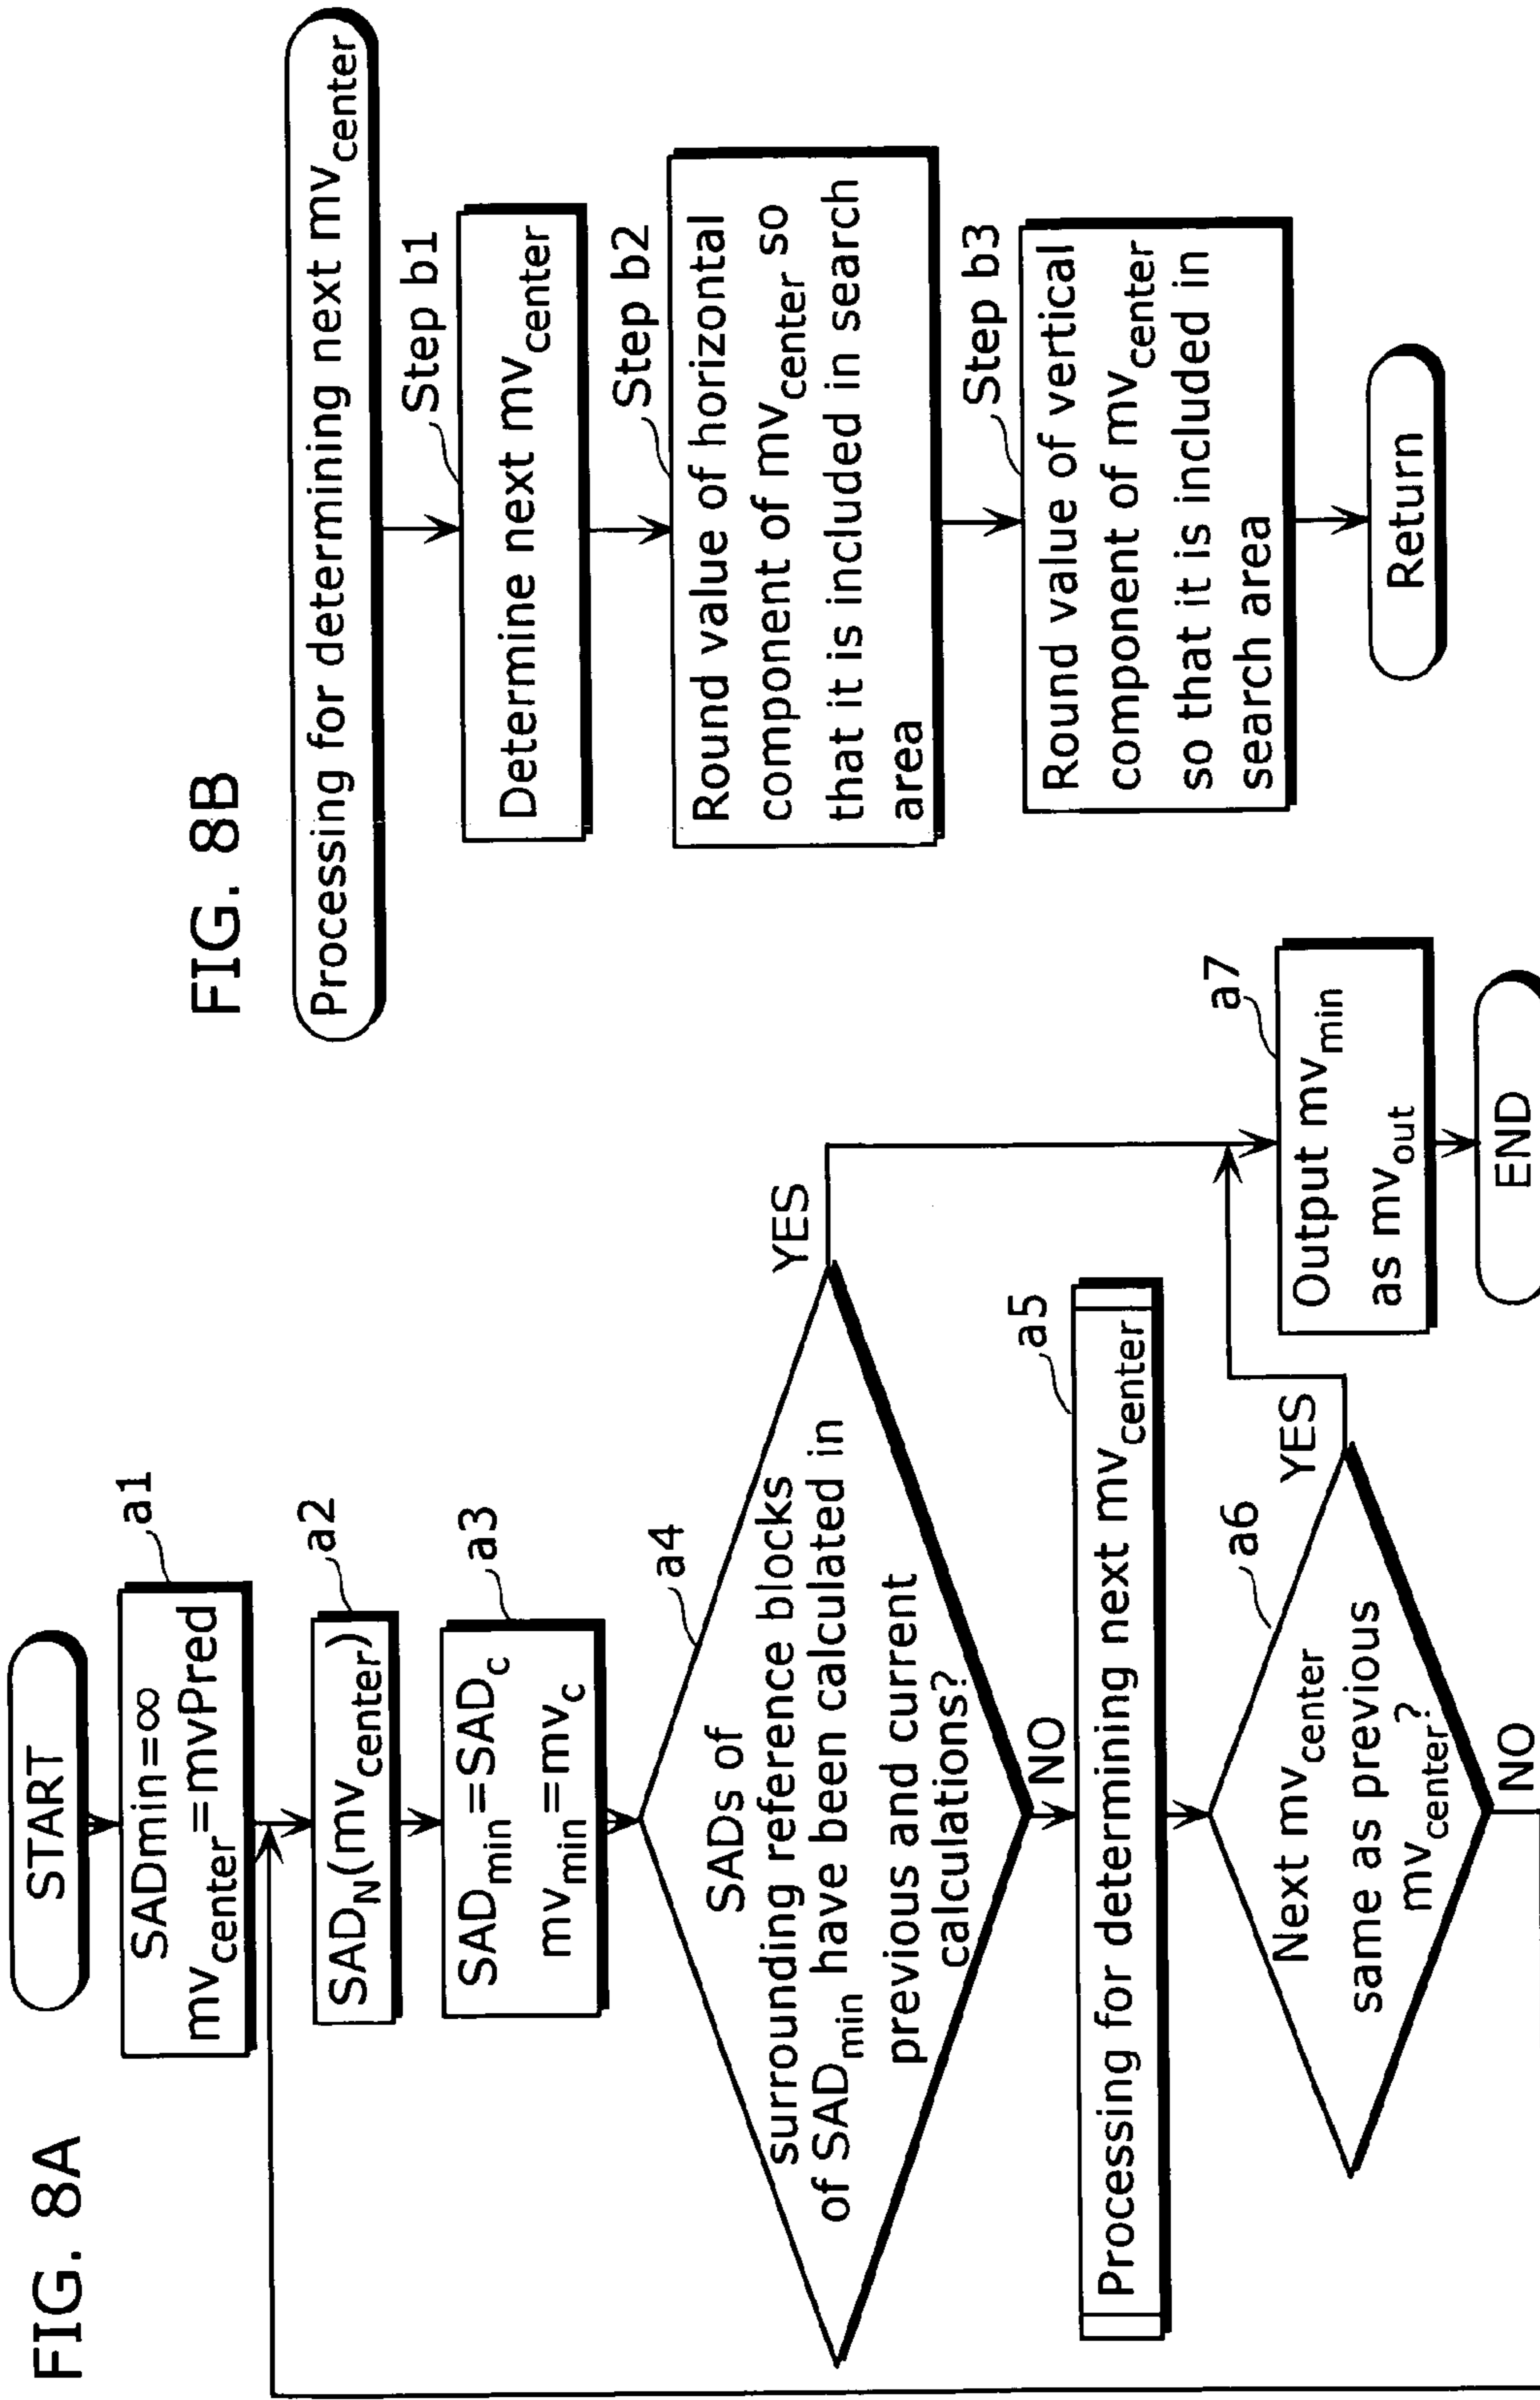 FIG. 8A
START
a1
SADmin=∞
mvcenter=mvPred
a2
SADN(mvcenter)
a3
SADmin=SADc
mvmin=mvc
a4
SADs of
surrounding reference blocks
of SADmin have been calculated in
previous and current
calculations?
YES
NO
a5
Processing for determining next mvcenter
a6
Next mvcenter
same as previous
mvcenter?
YES
NO
a7
Output mvmin
as mvout
END
FIG. 8B
Processing for determining next mvcenter
Step b1
Determine next mvcenter
Step b2
Round value of horizontal
component of mvcenter so
that it is included in search
area
Step b3
Round value of vertical
component of mvcenter
so that it is included in
search area
Return